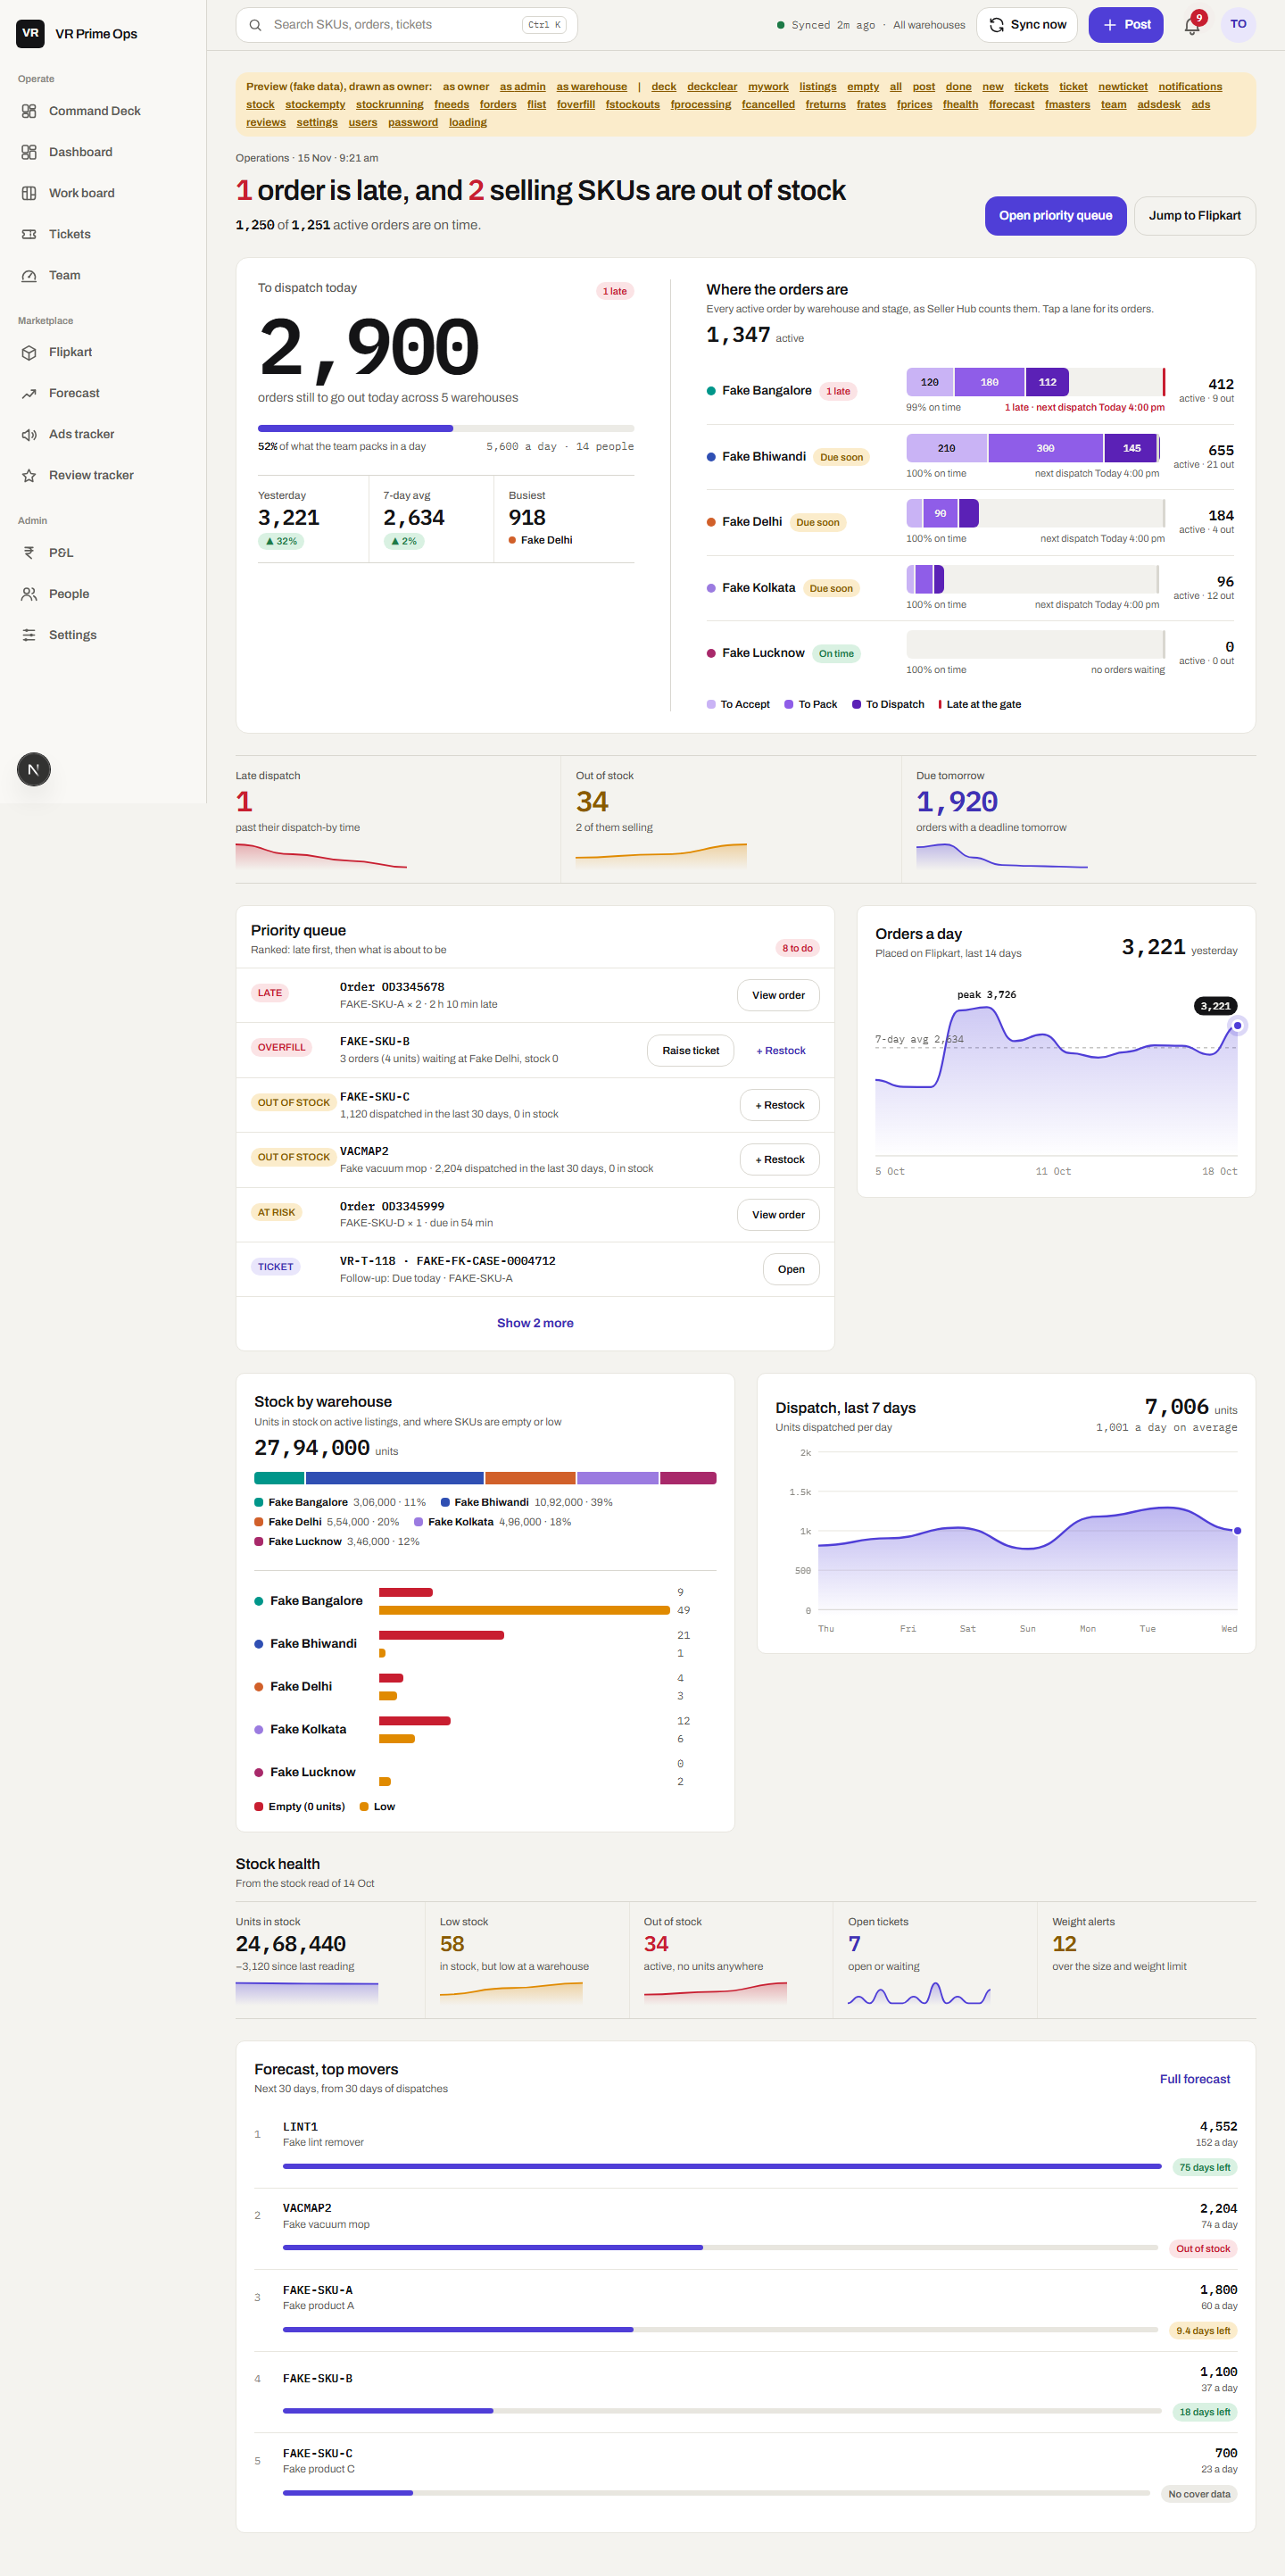 VR VR Prime Ops
Search SKUs, orders, tickets Ctrl K
Synced 2m ago · All warehouses Sync now + Post 9 TO
Operate
Command Deck
Dashboard
Work board
Tickets
Team
Marketplace
Flipkart
Forecast
Ads tracker
Review tracker
Admin
₹ P&L
People
Settings
N
Preview (fake data), drawn as owner: as owner as admin as warehouse | deck deckclear mywork listings empty all post done new tickets ticket newticket notifications
stock stockempty stockrunning fneeds forders flist foverfill fstockouts fprocessing fcancelled freturns frates fprices fhealth fforecast fmasters team adsdesk ads
reviews settings users password loading
Operations · 15 Nov · 9:21 am
1 order is late, and 2 selling SKUs are out of stock
1,250 of 1,251 active orders are on time.
Open priority queue Jump to Flipkart
To dispatch today 1 late
2,900
orders still to go out today across 5 warehouses
52% of what the team packs in a day 5,600 a day · 14 people
Yesterday 7-day avg Busiest
3,221 2,634 918
▲ 32% ▲ 2% Fake Delhi
Where the orders are
Every active order by warehouse and stage, as Seller Hub counts them. Tap a lane for its orders.
1,347 active
Fake Bangalore 1 late 120 180 112 412
99% on time 1 late · next dispatch Today 4:00 pm active · 9 out
Fake Bhiwandi Due soon 210 300 145 655
100% on time next dispatch Today 4:00 pm active · 21 out
Fake Delhi Due soon 90 184
100% on time next dispatch Today 4:00 pm active · 4 out
Fake Kolkata Due soon 96
100% on time next dispatch Today 4:00 pm active · 12 out
Fake Lucknow On time 0
100% on time no orders waiting active · 0 out
To Accept To Pack To Dispatch Late at the gate
Late dispatch Out of stock Due tomorrow
1 34 1,920
past their dispatch-by time 2 of them selling orders with a deadline tomorrow
Priority queue
Ranked: late first, then what is about to be 8 to do
LATE Order OD3345678 View order
FAKE-SKU-A × 2 · 2 h 10 min late
OVERFILL FAKE-SKU-B Raise ticket + Restock
3 orders (4 units) waiting at Fake Delhi, stock 0
OUT OF STOCK FAKE-SKU-C + Restock
1,120 dispatched in the last 30 days, 0 in stock
OUT OF STOCK VACMAP2 + Restock
Fake vacuum mop · 2,204 dispatched in the last 30 days, 0 in stock
AT RISK Order OD3345999 View order
FAKE-SKU-D × 1 · due in 54 min
TICKET VR-T-118 · FAKE-FK-CASE-0004712 Open
Follow-up: Due today · FAKE-SKU-A
Show 2 more
Orders a day 3,221 yesterday
Placed on Flipkart, last 14 days
peak 3,726
3,221
7-day avg 2,634
5 Oct 11 Oct 18 Oct
Stock by warehouse
Units in stock on active listings, and where SKUs are empty or low
27,94,000 units
Fake Bangalore 3,06,000 · 11% Fake Bhiwandi 10,92,000 · 39%
Fake Delhi 5,54,000 · 20% Fake Kolkata 4,96,000 · 18%
Fake Lucknow 3,46,000 · 12%
Fake Bangalore 9
49
Fake Bhiwandi 21
1
Fake Delhi 4
3
Fake Kolkata 12
6
Fake Lucknow 0
2
Empty (0 units) Low
Dispatch, last 7 days 7,006 units
Units dispatched per day 1,001 a day on average
2k
1.5k
1k
500
0
Thu Fri Sat Sun Mon Tue Wed
Stock health
From the stock read of 14 Oct
Units in stock Low stock Out of stock Open tickets Weight alerts
24,68,440 58 34 7 12
−3,120 since last reading in stock, but low at a warehouse active, no units anywhere open or waiting over the size and weight limit
Forecast, top movers Full forecast
Next 30 days, from 30 days of dispatches
1 LINT1 4,552
Fake lint remover 152 a day
75 days left
2 VACMAP2 2,204
Fake vacuum mop 74 a day
Out of stock
3 FAKE-SKU-A 1,800
Fake product A 60 a day
9.4 days left
4 FAKE-SKU-B 1,100
37 a day
18 days left
5 FAKE-SKU-C 700
Fake product C 23 a day
No cover data